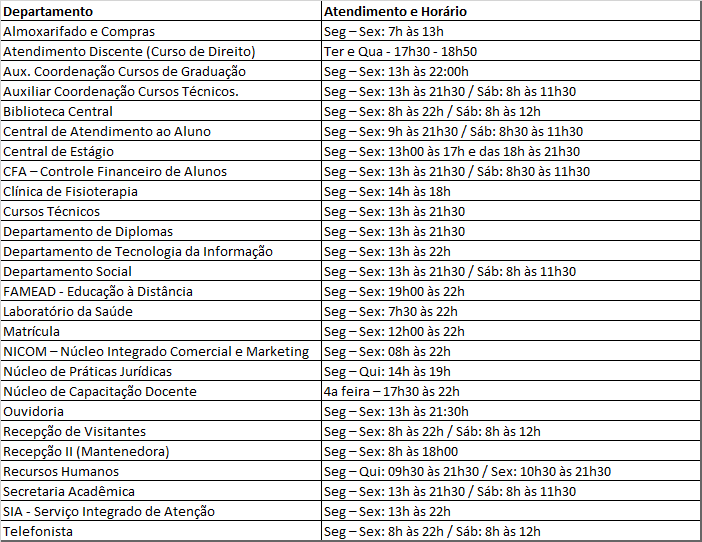 Departamento Atendimento e Horário
Almoxarifado e Compras Seg – Sex: 7h às 13h
Atendimento Discente (Curso de Direito) Ter e Qua - 17h30 - 18h50
Aux. Coordenação Cursos de Graduação Seg – Sex: 13h às 22:00h
Auxiliar Coordenação Cursos Técnicos. Seg – Sex: 13h às 21h30 / Sáb: 8h às 11h30
Biblioteca Central Seg – Sex: 8h às 22h / Sáb: 8h às 12h
Central de Atendimento ao Aluno Seg – Sex: 9h às 21h30 / Sáb: 8h30 às 11h30
Central de Estágio Seg – Sex: 13h00 às 17h e das 18h às 21h30
CFA – Controle Financeiro de Alunos Seg – Sex: 13h às 21h30 / Sáb: 8h30 às 11h30
Clínica de Fisioterapia Seg – Sex: 14h às 18h
Cursos Técnicos Seg – Sex: 13h às 21h30
Departamento de Diplomas Seg – Sex: 13h às 21h30
Departamento de Tecnologia da Informação Seg – Sex: 13h às 22h
Departamento Social Seg – Sex: 13h às 21h30 / Sáb: 8h às 11h30
FAMEAD - Educação à Distância Seg – Sex: 19h00 às 22h
Laboratório da Saúde Seg – Sex: 7h30 às 22h
Matrícula Seg – Sex: 12h00 às 22h
NICOM – Núcleo Integrado Comercial e Marketing Seg – Sex: 08h às 22h
Núcleo de Práticas Jurídicas Seg – Qui: 14h às 19h
Núcleo de Capacitação Docente 4a feira – 17h30 às 22h
Ouvidoria Seg – Sex: 13h às 21:30h
Recepção de Visitantes Seg – Sex: 8h às 22h / Sáb: 8h às 12h
Recepção II (Mantenedora) Seg – Sex: 8h às 18h00
Recursos Humanos Seg – Qui: 09h30 às 21h30 / Sex: 10h30 às 21h30
Secretaria Acadêmica Seg – Sex: 13h às 21h30 / Sáb: 8h às 11h30
SIA - Serviço Integrado de Atenção Seg – Sex: 13h às 22h
Telefonista Seg – Sex: 8h às 22h / Sáb: 8h às 12h